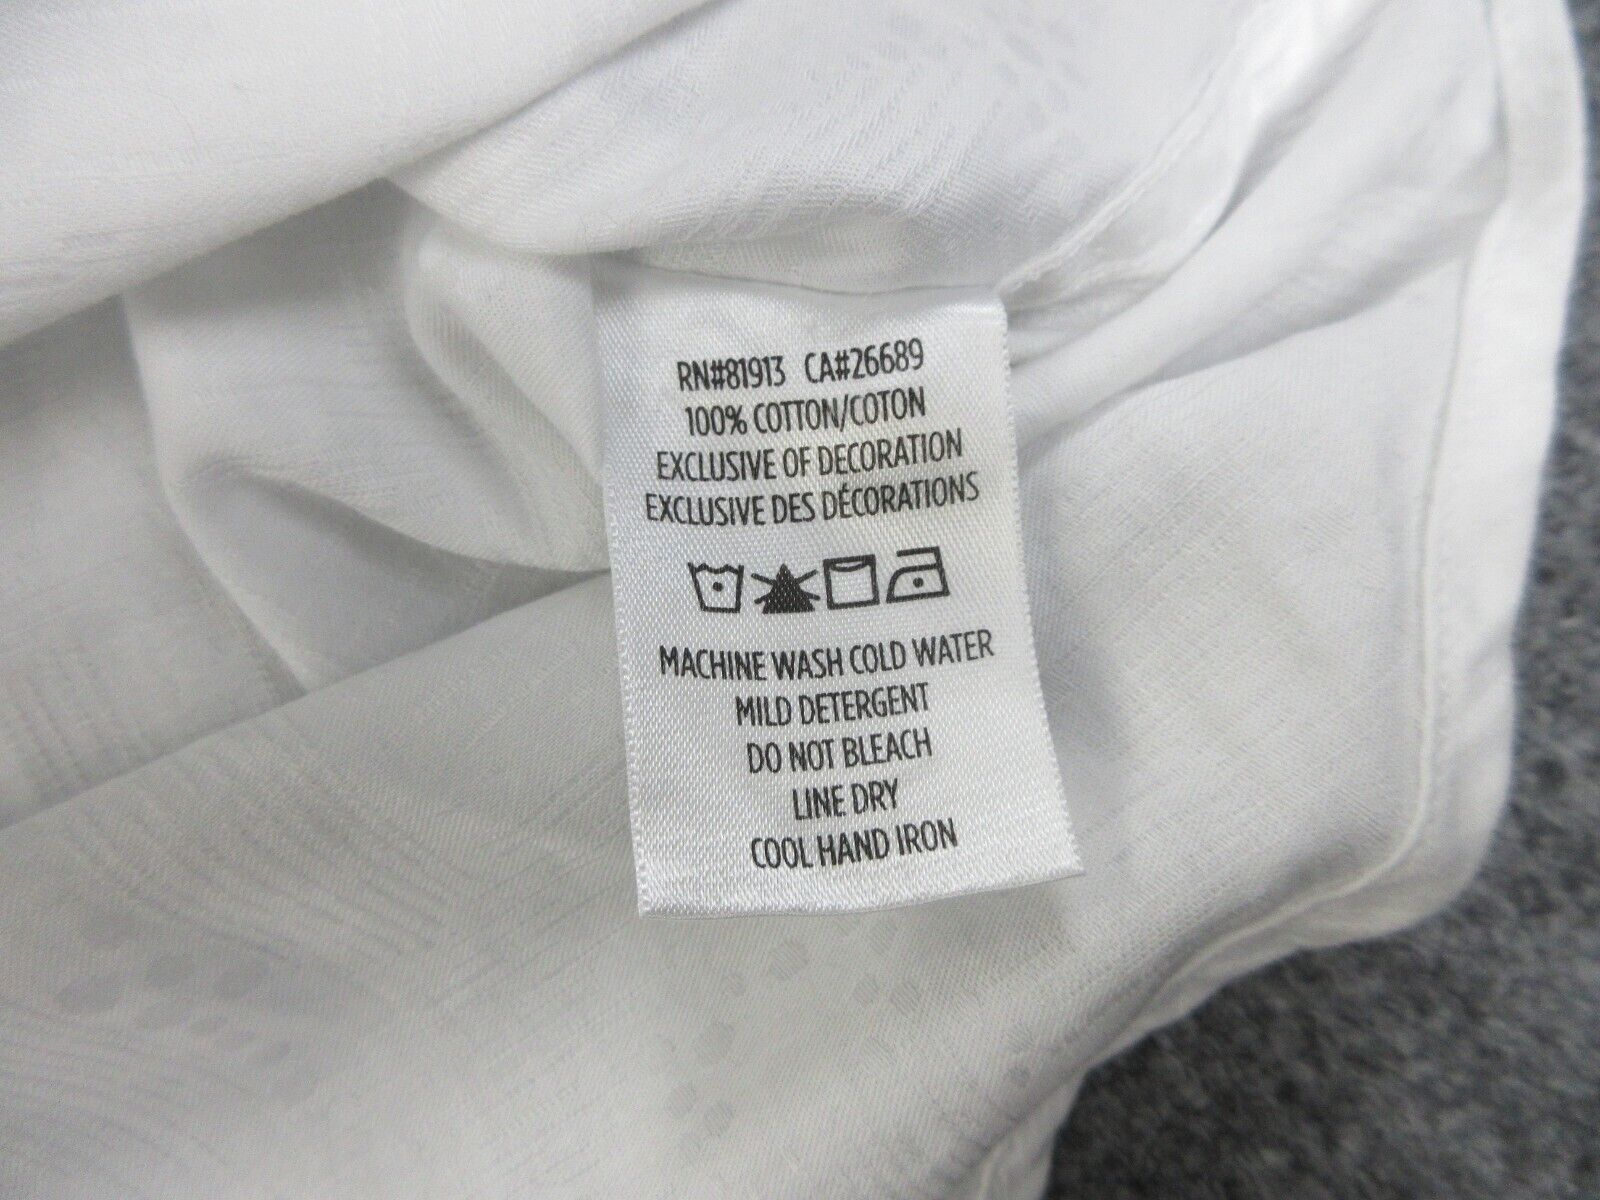 RN#81913 CA#26689
100% COTTON/COTON
EXCLUSIVE OF DECORATION
EXCLUSIVE DES DÉCORATIONS
MACHINE WASH COLD WATER
MILD DETERGENT
DO NOT BLEACH
LINE DRY
COOL HAND IRON